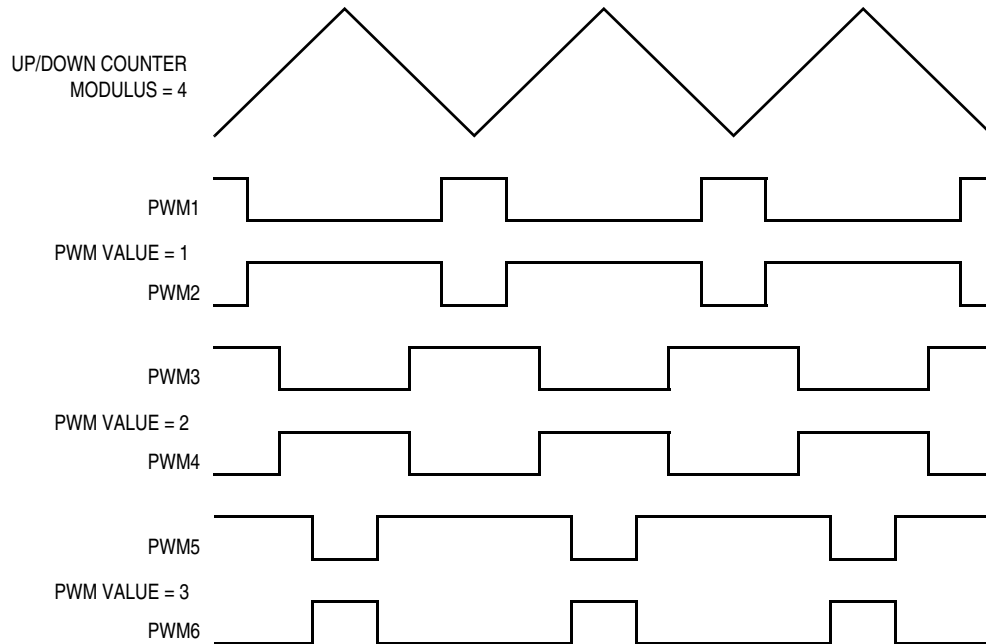 UP/DOWN COUNTER
MODULUS = 4
PWM1
PWM VALUE = 1
PWM2
PWM3
PWM VALUE = 2
PWM4
PWM5
PWM VALUE = 3
PWM6